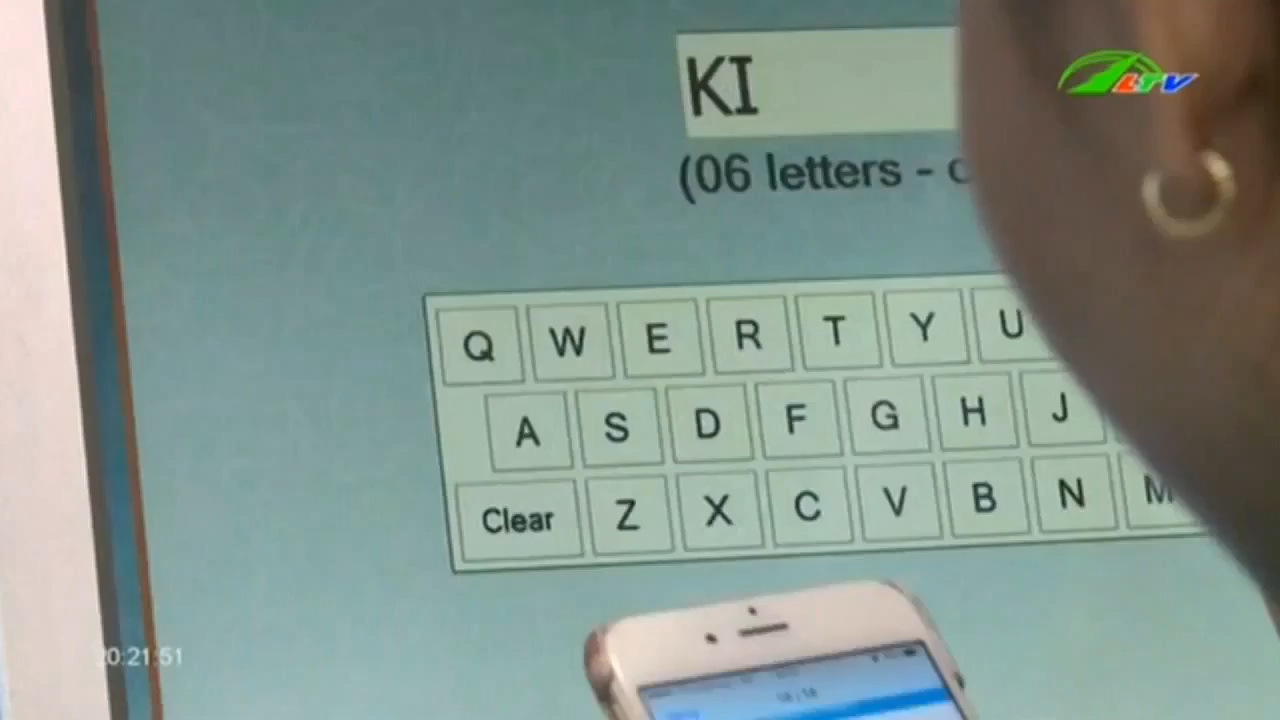 KI
LTV
(06 letters -
Q W E R T Y U
A S D F G H J
Clear Z X C V B N M
20:21:51